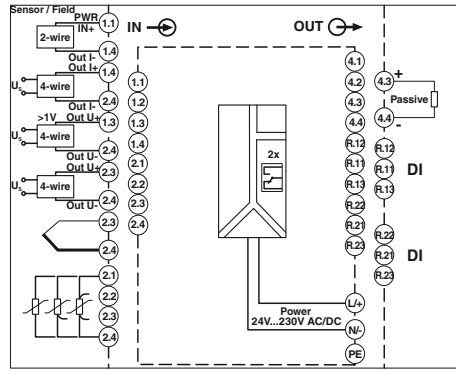 Sensor / Field
PWR
IN+
1.1
2-wire
1.4
Out I-
Out I+
1.4
Us
4-wire
Out I-
2.4
>1V
Out U+
1.3
Us
4-wire
Out U-
2.4
Out U+
2.3
Us
4-wire
Out U-
2.4
2.3
2.4
2.1
2.2
2.3
2.4
IN
OUT
1.1
1.2
1.3
1.4
2.1
2.2
2.3
2.4
2x
Power
24V...230V AC/DC
4.1
4.2
4.3
4.4
R.12
R.11
R.13
R.22
R.21
R.23
L/+
N/-
PE
4.3
+
Passive
4.4
-
R.12
R.11
DI
R.13
R.22
R.21
DI
R.23